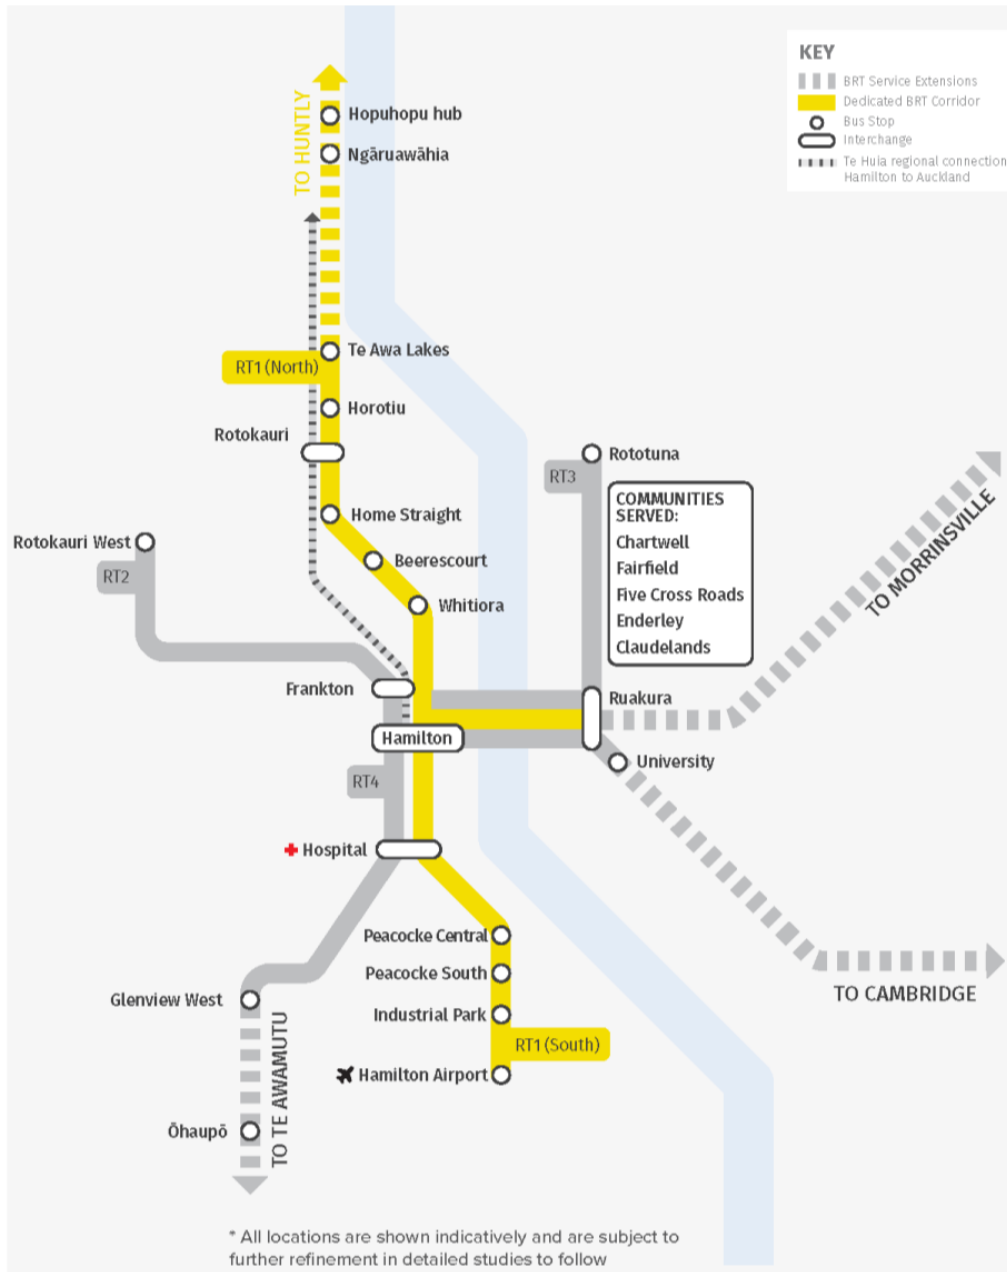 KEY
BRT Service Extensions
Dedicated BRT Corridor
Bus Stop
Interchange
Te Huia regional connection
Hamilton to Auckland
TO HUNTLY
Hopuhopu hub
Ngāruawāhia
Te Awa Lakes
RT1 (North)
Horotiu
Rotokauri
Rototuna
RT3
COMMUNITIES
SERVED:
Chartwell
Fairfield
Five Cross Roads
Enderley
Claudelands
TO MORRINSVILLE
Home Straight
Rotokauri West
Beerescourt
RT2
Whitiora
Frankton
Ruakura
Hamilton
University
RT4
Hospital
Peacocke Central
Peacocke South
TO CAMBRIDGE
Glenview West
Industrial Park
RT1 (South)
Hamilton Airport
TO TE AWAMUTU
Ōhaupō
* All locations are shown indicatively and are subject to
further refinement in detailed studies to follow